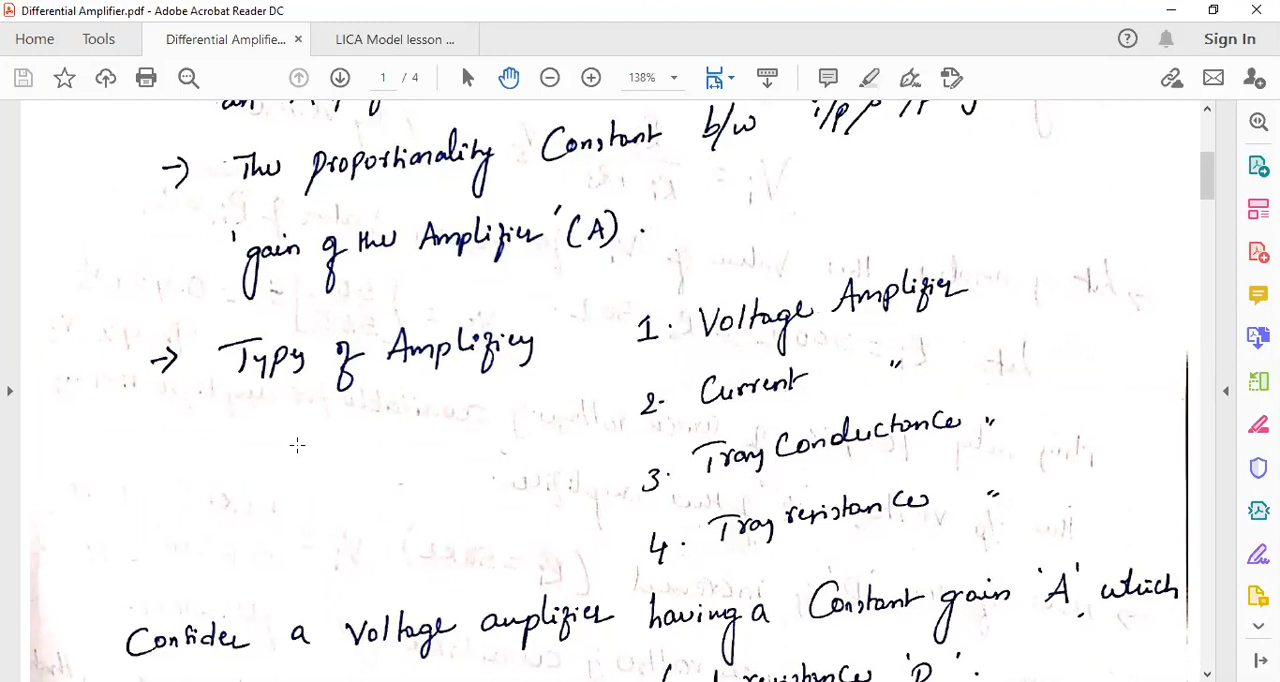 Differential Amplifier.pdf - Adobe Acrobat Reader DC
Home Tools Differential Amplifie... × LICA Model lesson ... Sign In
1 / 4 138%
→ The proportionality Constant b/w i/p
'gain of the Amplifier' (A).
→ Types of Amplifiers 1. Voltage Amplifier
2. Current "
3. Trans Conductance "
4. Trans resistance "
Consider a Voltage amplifier having a Constant gain 'A' which
resistance 'R'.